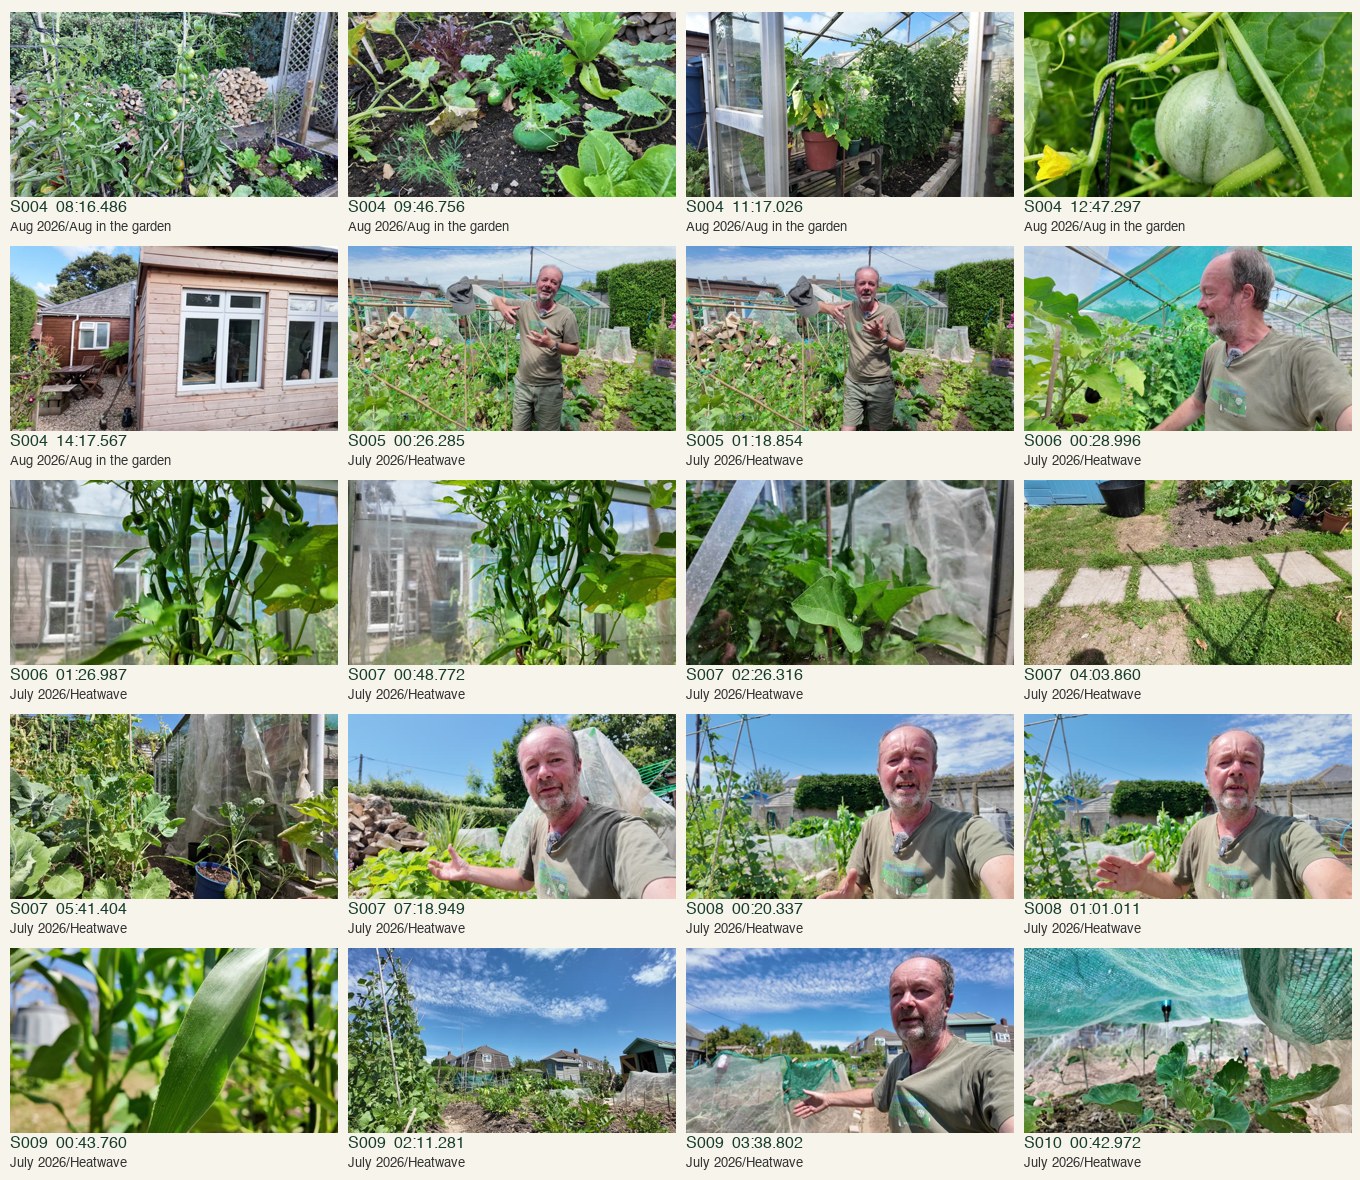 S004 08:16.486
Aug 2026/Aug in the garden
S004 09:46.756
Aug 2026/Aug in the garden
S004 11:17.026
Aug 2026/Aug in the garden
S004 12:47.297
Aug 2026/Aug in the garden
S004 14:17.567
Aug 2026/Aug in the garden
S005 00:26.285
July 2026/Heatwave
S005 01:18.854
July 2026/Heatwave
S006 00:28.996
July 2026/Heatwave
S006 01:26.987
July 2026/Heatwave
S007 00:48.772
July 2026/Heatwave
S007 02:26.316
July 2026/Heatwave
S007 04:03.860
July 2026/Heatwave
S007 05:41.404
July 2026/Heatwave
S007 07:18.949
July 2026/Heatwave
S008 00:20.337
July 2026/Heatwave
S008 01:01.011
July 2026/Heatwave
S009 00:43.760
July 2026/Heatwave
S009 02:11.281
July 2026/Heatwave
S009 03:38.802
July 2026/Heatwave
S010 00:42.972
July 2026/Heatwave